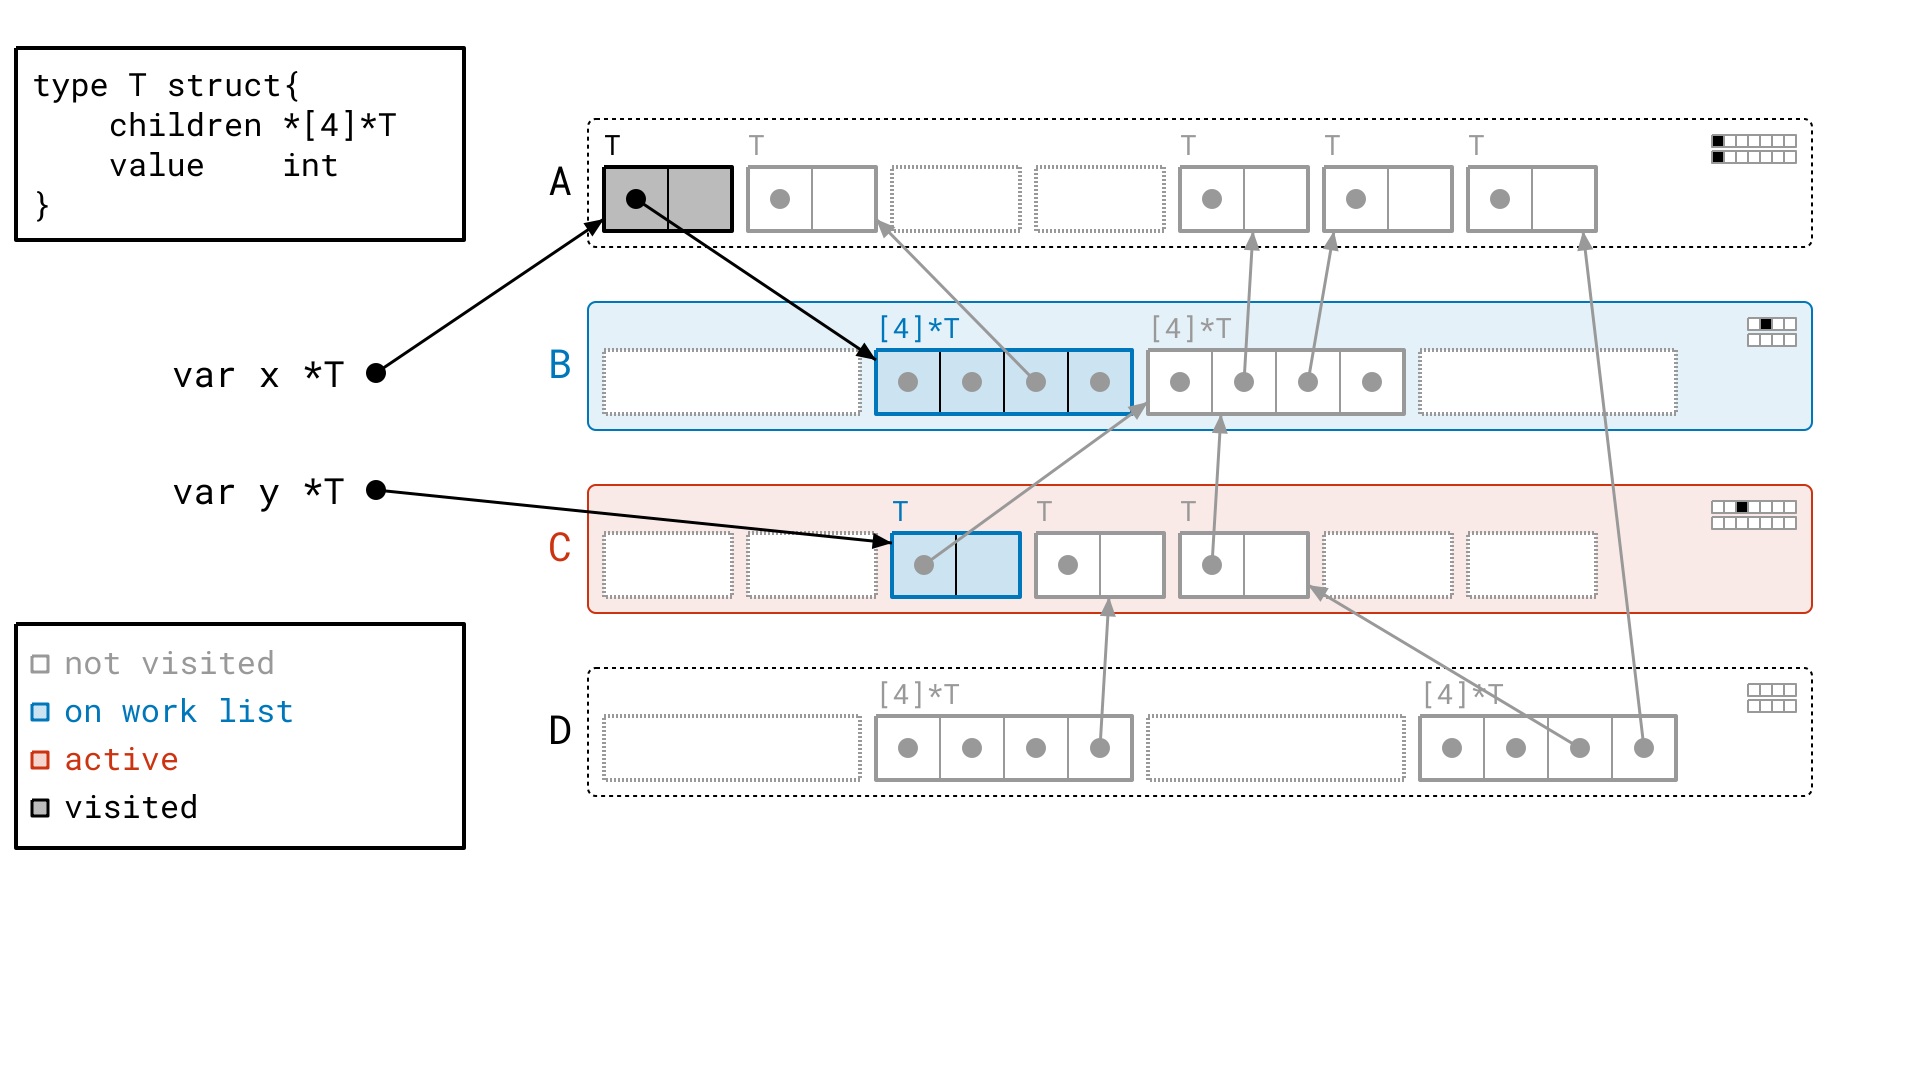 type T struct{
    children *[4]*T
    value    int
}
T T T T T
A
var x *T
[4]*T [4]*T
B
var y *T
T T T
C
[4]*T [4]*T
D
not visited
on work list
active
visited